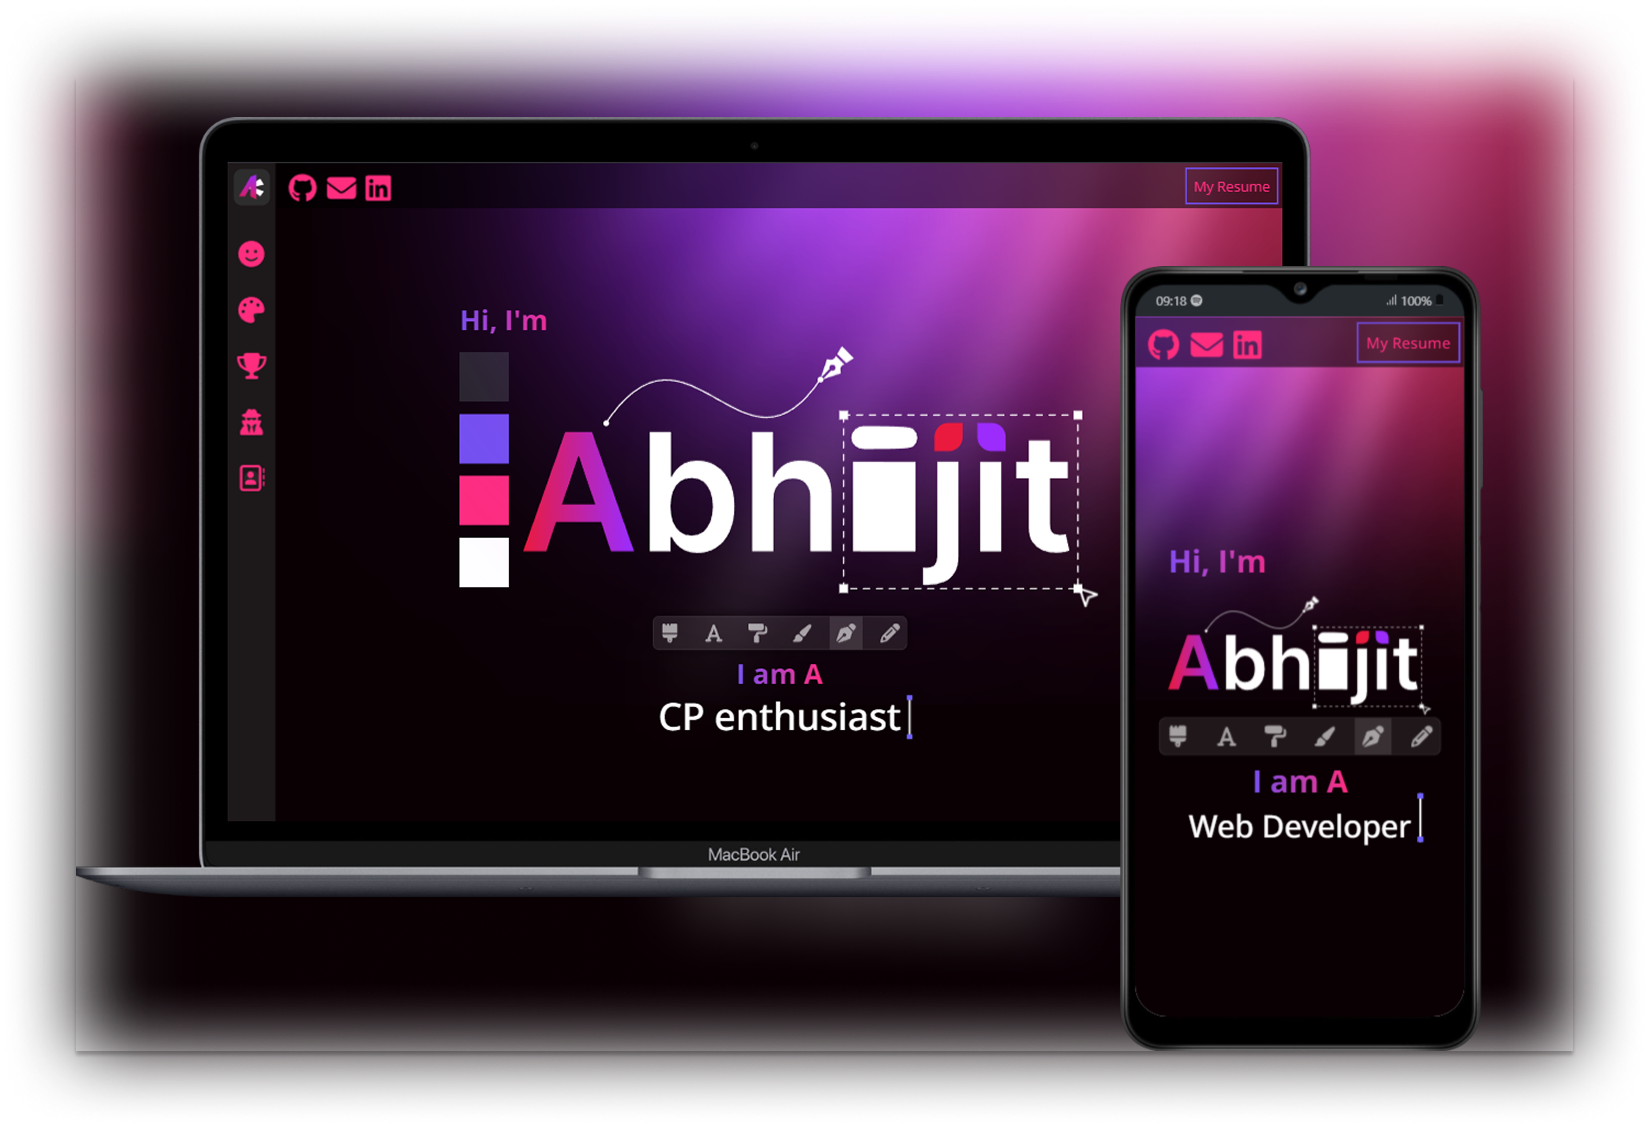 My Resume
Hi, I'm
Abhijit
I am A
CP enthusiast
MacBook Air
09:18
100%
My Resume
Hi, I'm
Abhijit
A
I am A
Web Developer